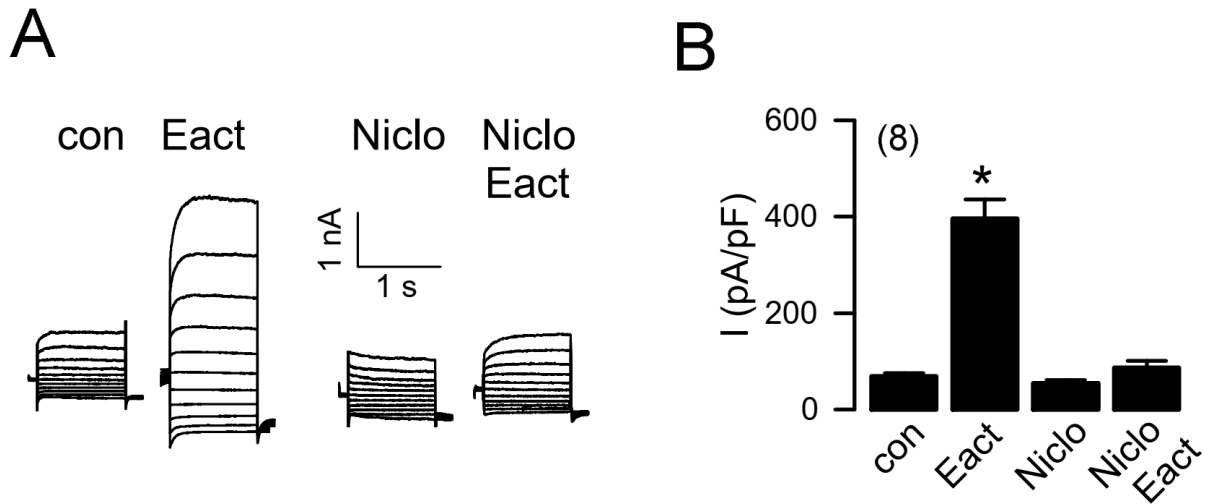 A
con Eact Niclo Niclo
Eact
1 nA
1 s
B
I (pA/pF)
600
400
200
0
(8)
*
con
Eact
Niclo
Niclo
Eact